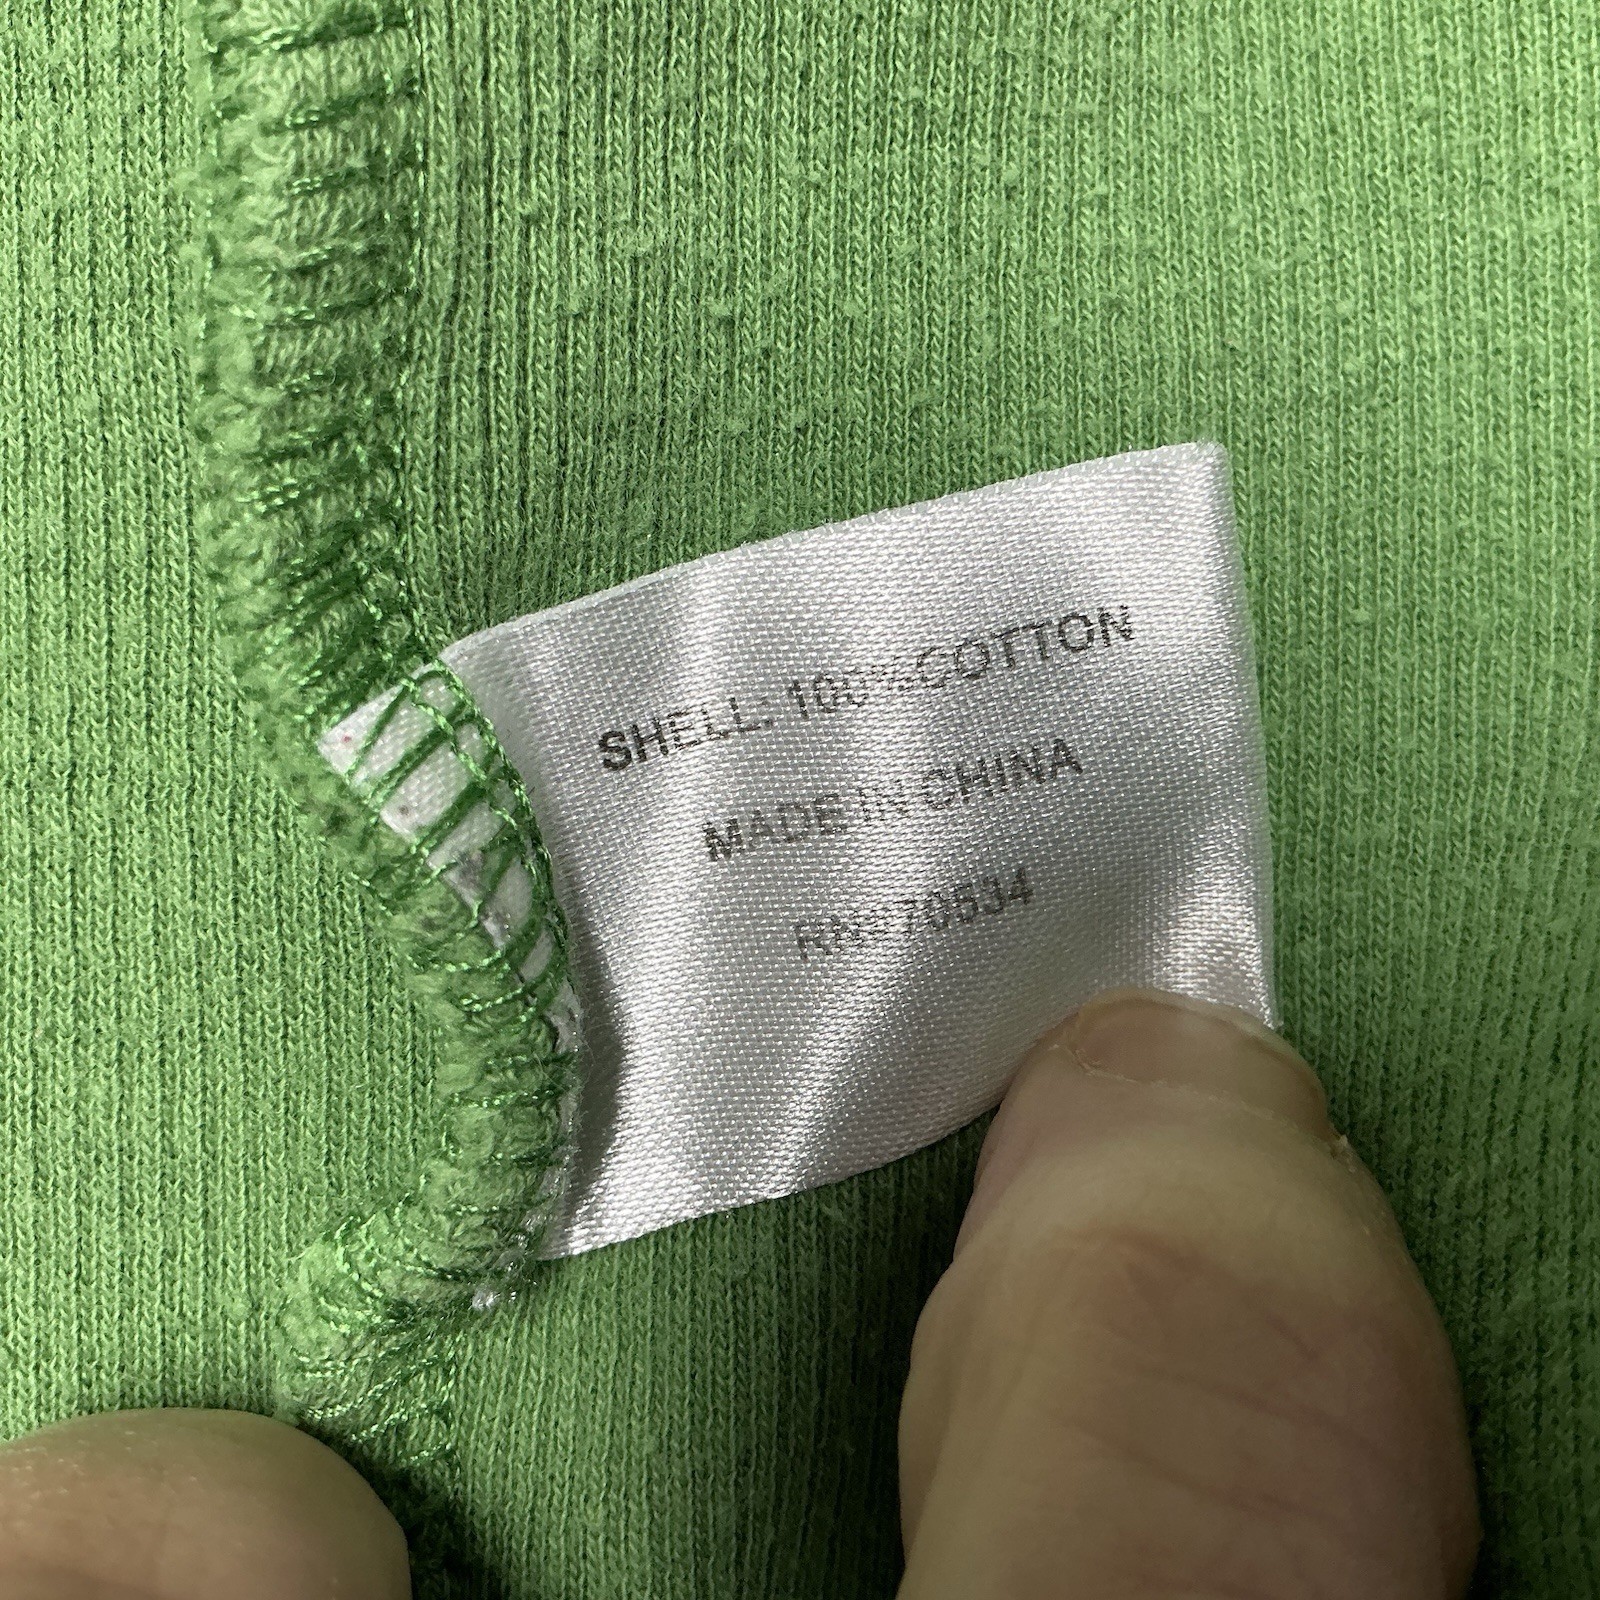 SHELL: 100%COTTON
MADE IN CHINA
RN#70534